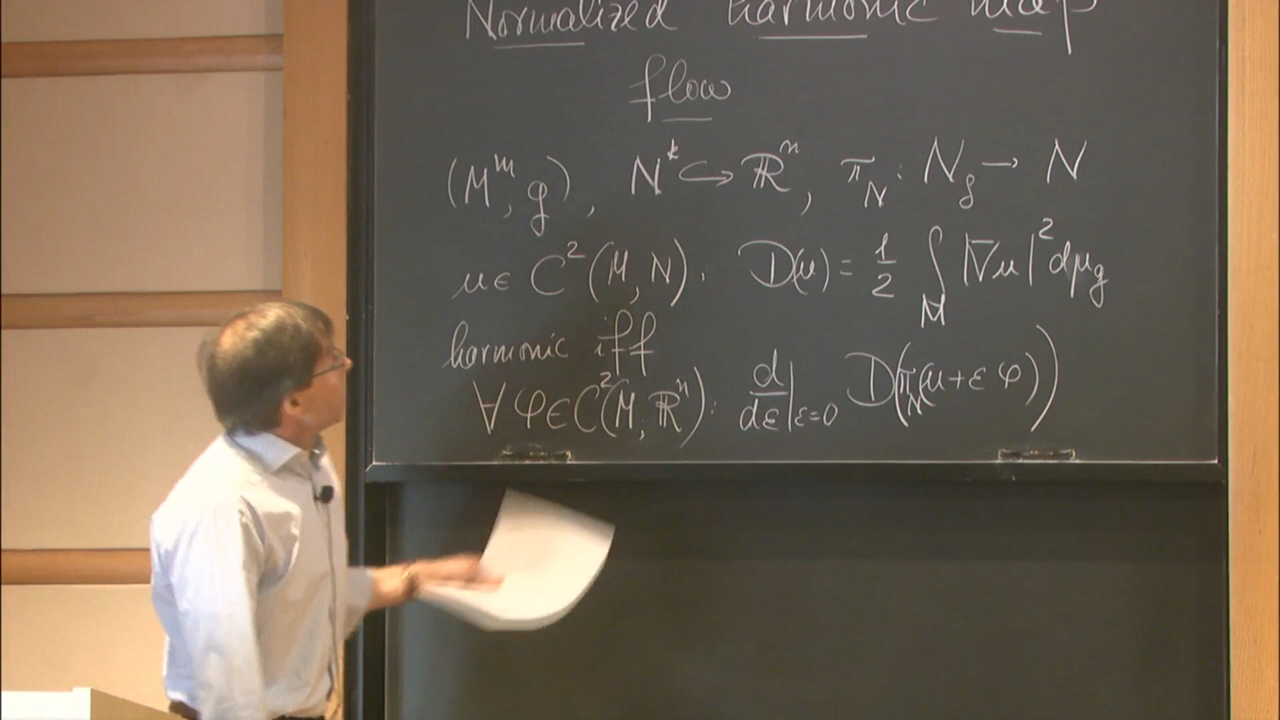 Normalized harmonic map
flow
(M^m, g), N^k ↪ ℝ^n, π_N: N_δ → N
u ∈ C^2(M, N). D(u) = 1/2 ∫_M |∇u|^2 dμ_g
harmonic iff
∀ φ ∈ C^2(M, ℝ^n): d/dε|_{ε=0} D(π_N(u + ε φ))